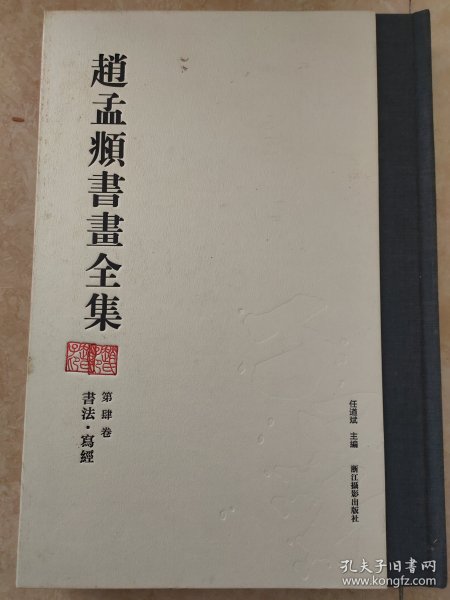 趙孟頫書畫全集
第肆卷
書法·寫經
任道斌 主編
浙江攝影出版社
孔夫子旧书网
www.kongfz.com